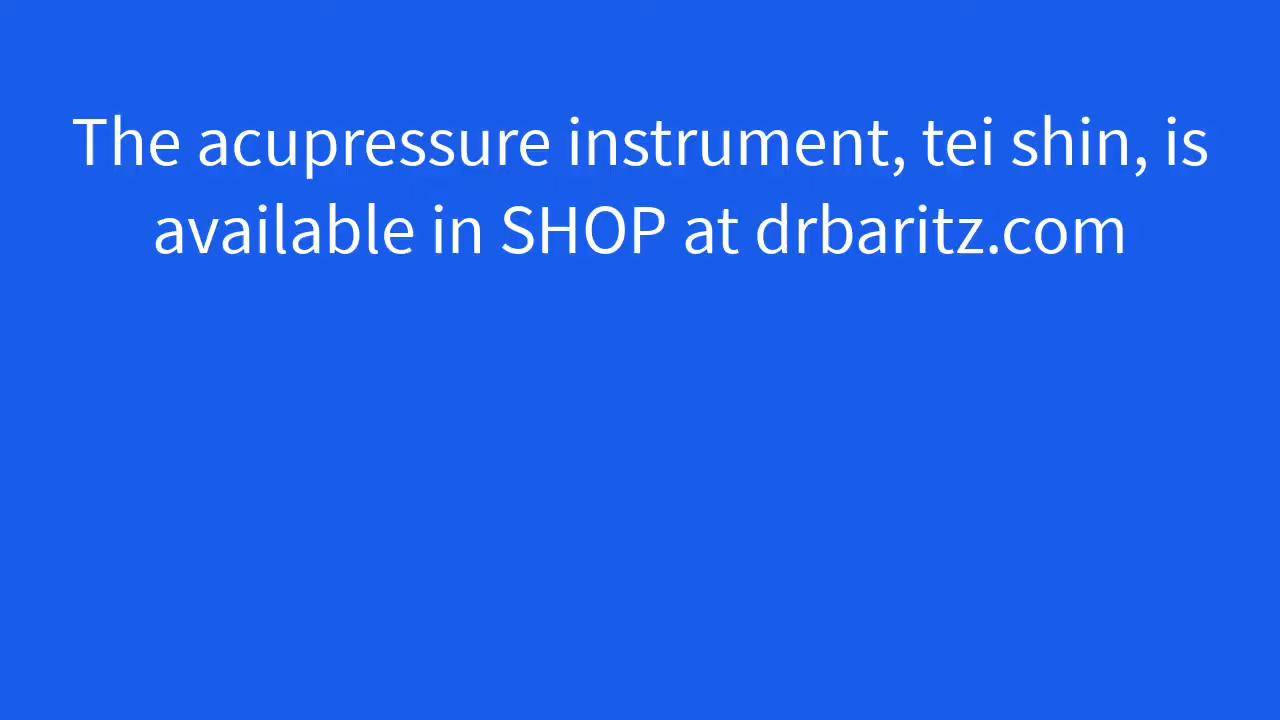 The acupressure instrument, tei shin, is
available in SHOP at drbaritz.com